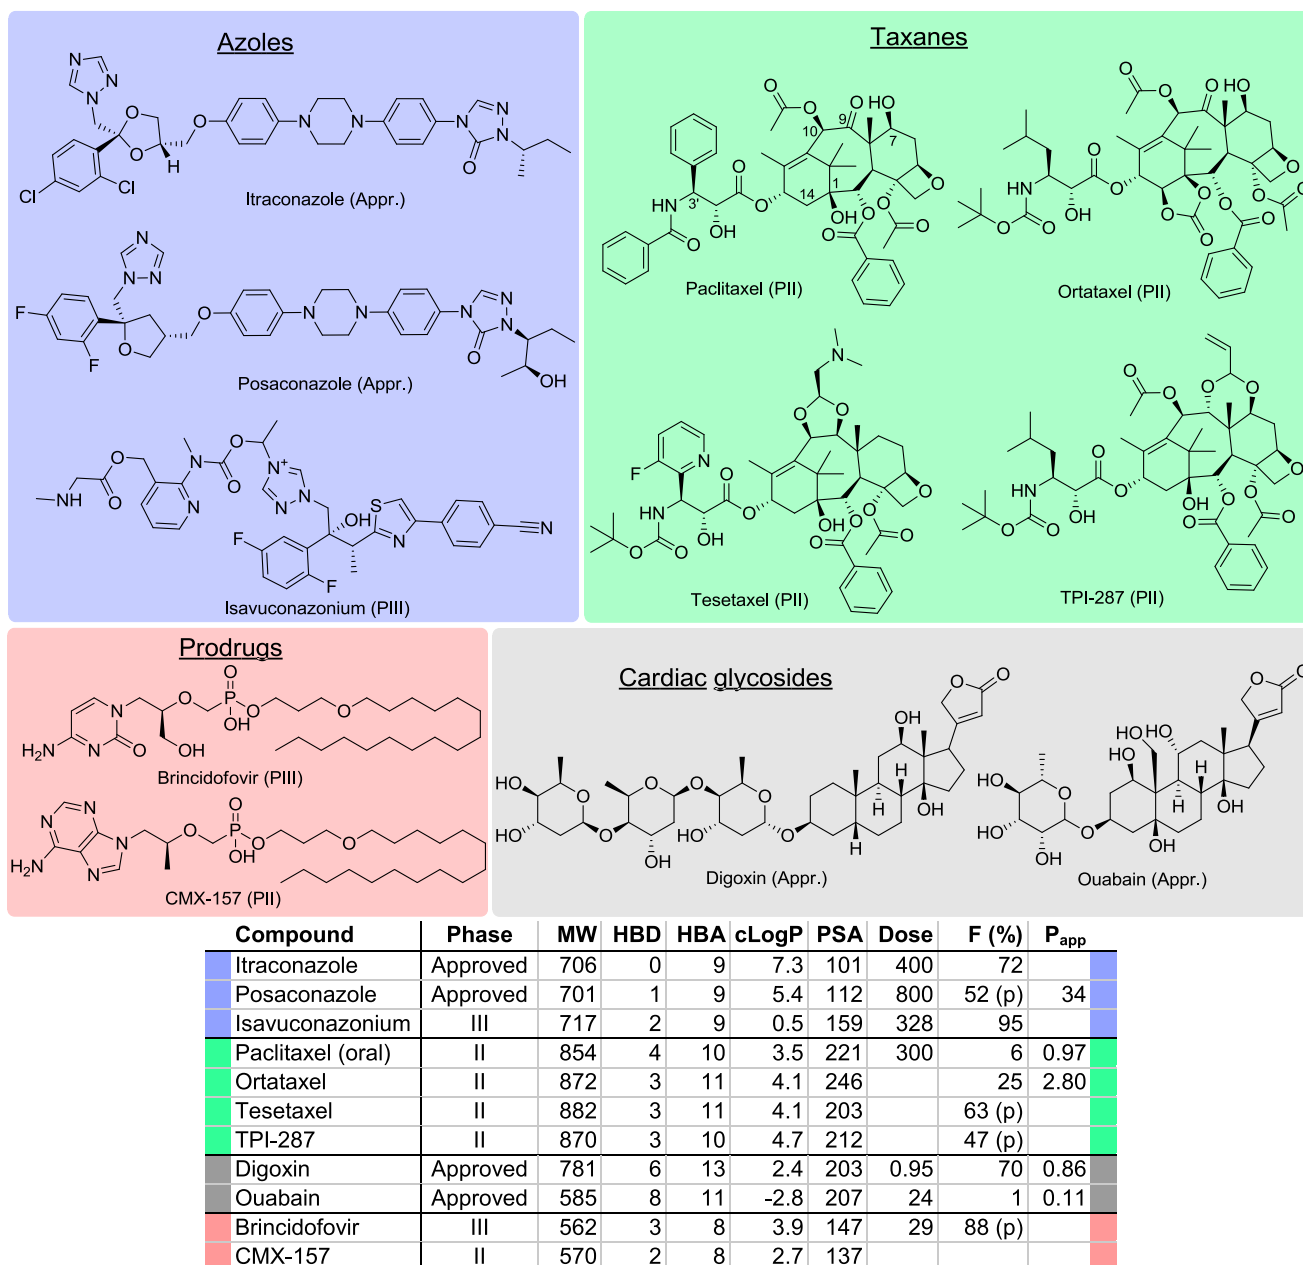 Azoles
Itraconazole (Appr.)
Posaconazole (Appr.)
Isavuconazonium (PIII)
Taxanes
Paclitaxel (PII)
Ortataxel (PII)
Tesetaxel (PII)
TPI-287 (PII)
Prodrugs
Brincidofovir (PIII)
CMX-157 (PII)
Cardiac glycosides
Digoxin (Appr.)
Ouabain (Appr.)
Compound Phase MW HBD HBA cLogP PSA Dose F (%) Papp
Itraconazole Approved 706 0 9 7.3 101 400 72
Posaconazole Approved 701 1 9 5.4 112 800 52 (p) 34
Isavuconazonium III 717 2 9 0.5 159 328 95
Paclitaxel (oral) II 854 4 10 3.5 221 300 6 0.97
Ortataxel II 872 3 11 4.1 246 25 2.80
Tesetaxel II 882 3 11 4.1 203 63 (p)
TPI-287 II 870 3 10 4.7 212 47 (p)
Digoxin Approved 781 6 13 2.4 203 0.95 70 0.86
Ouabain Approved 585 8 11 -2.8 207 24 1 0.11
Brincidofovir III 562 3 8 3.9 147 29 88 (p)
CMX-157 II 570 2 8 2.7 137